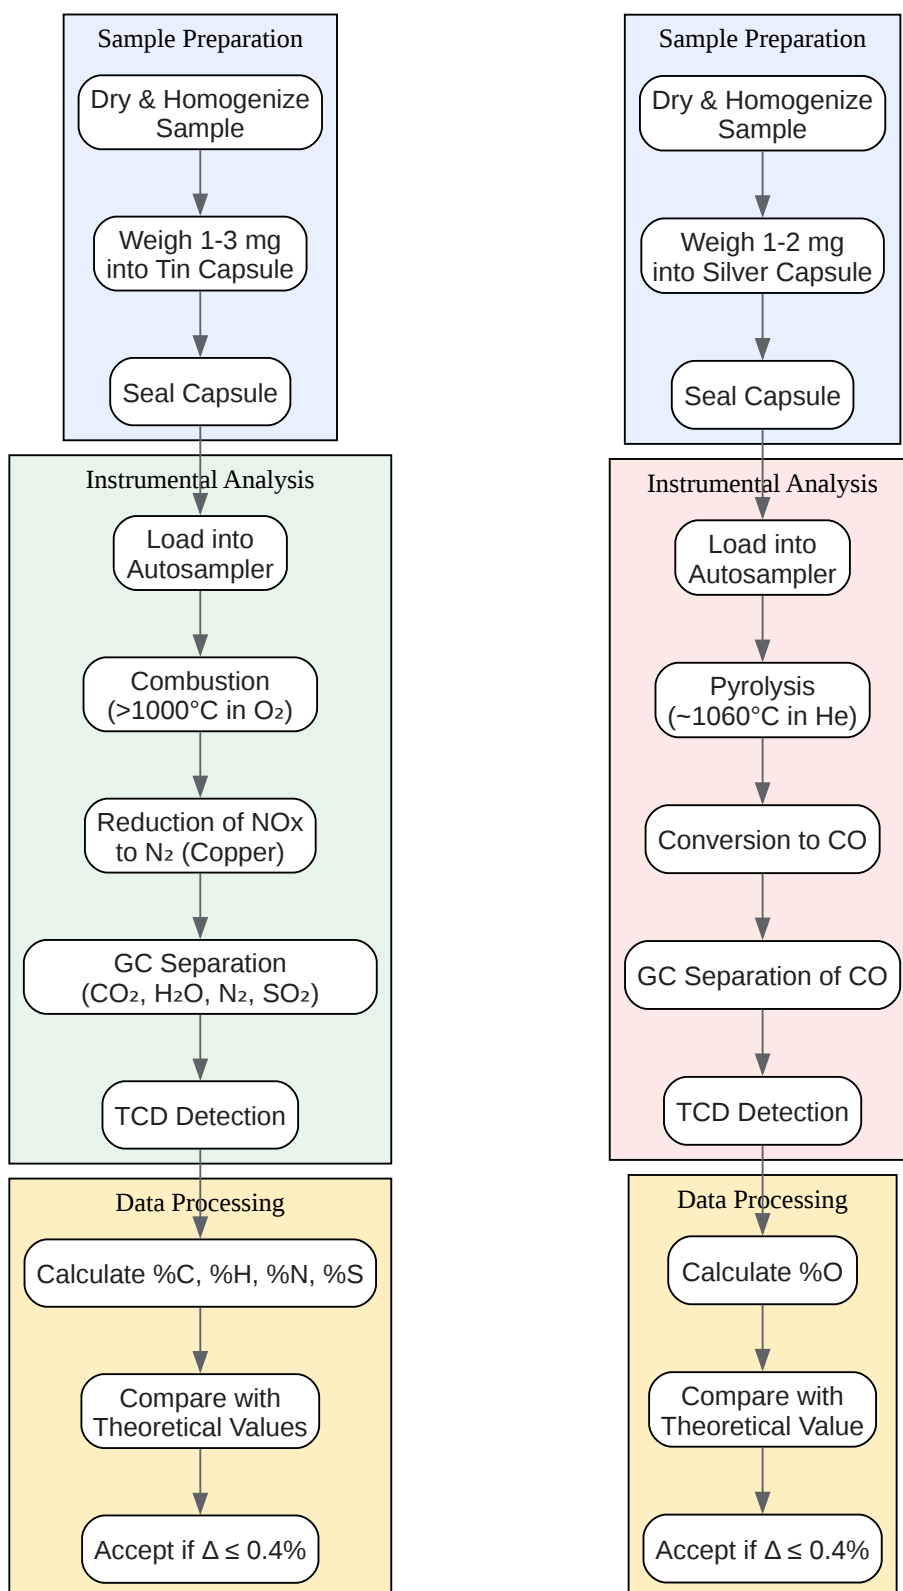 Sample Preparation
Dry & Homogenize
Sample
Weigh 1-3 mg
into Tin Capsule
Seal Capsule
Instrumental Analysis
Load into
Autosampler
Combustion
(>1000°C in O₂)
Reduction of NOx
to N₂ (Copper)
GC Separation
(CO₂, H₂O, N₂, SO₂)
TCD Detection
Data Processing
Calculate %C, %H, %N, %S
Compare with
Theoretical Values
Accept if Δ ≤ 0.4%
Sample Preparation
Dry & Homogenize
Sample
Weigh 1-2 mg
into Silver Capsule
Seal Capsule
Instrumental Analysis
Load into
Autosampler
Pyrolysis
(~1060°C in He)
Conversion to CO
GC Separation of CO
TCD Detection
Data Processing
Calculate %O
Compare with
Theoretical Value
Accept if Δ ≤ 0.4%